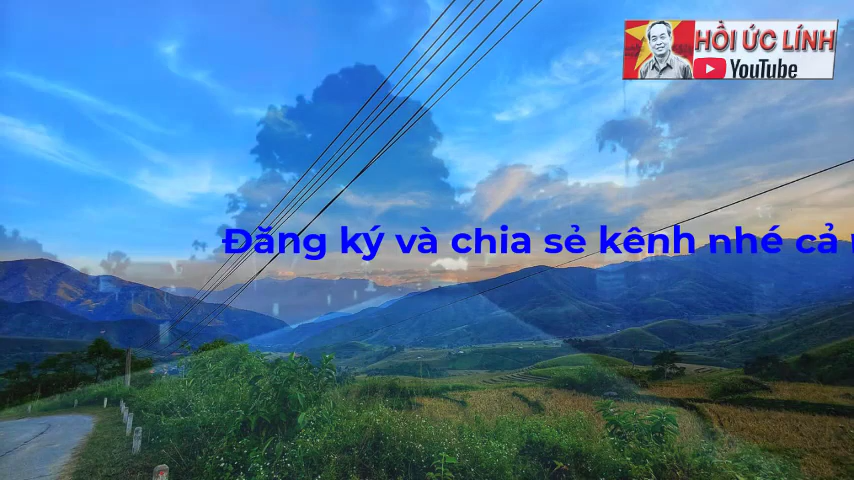 HỒI ỨC LÍNH
YouTube
Đăng ký và chia sẻ kênh nhé cả